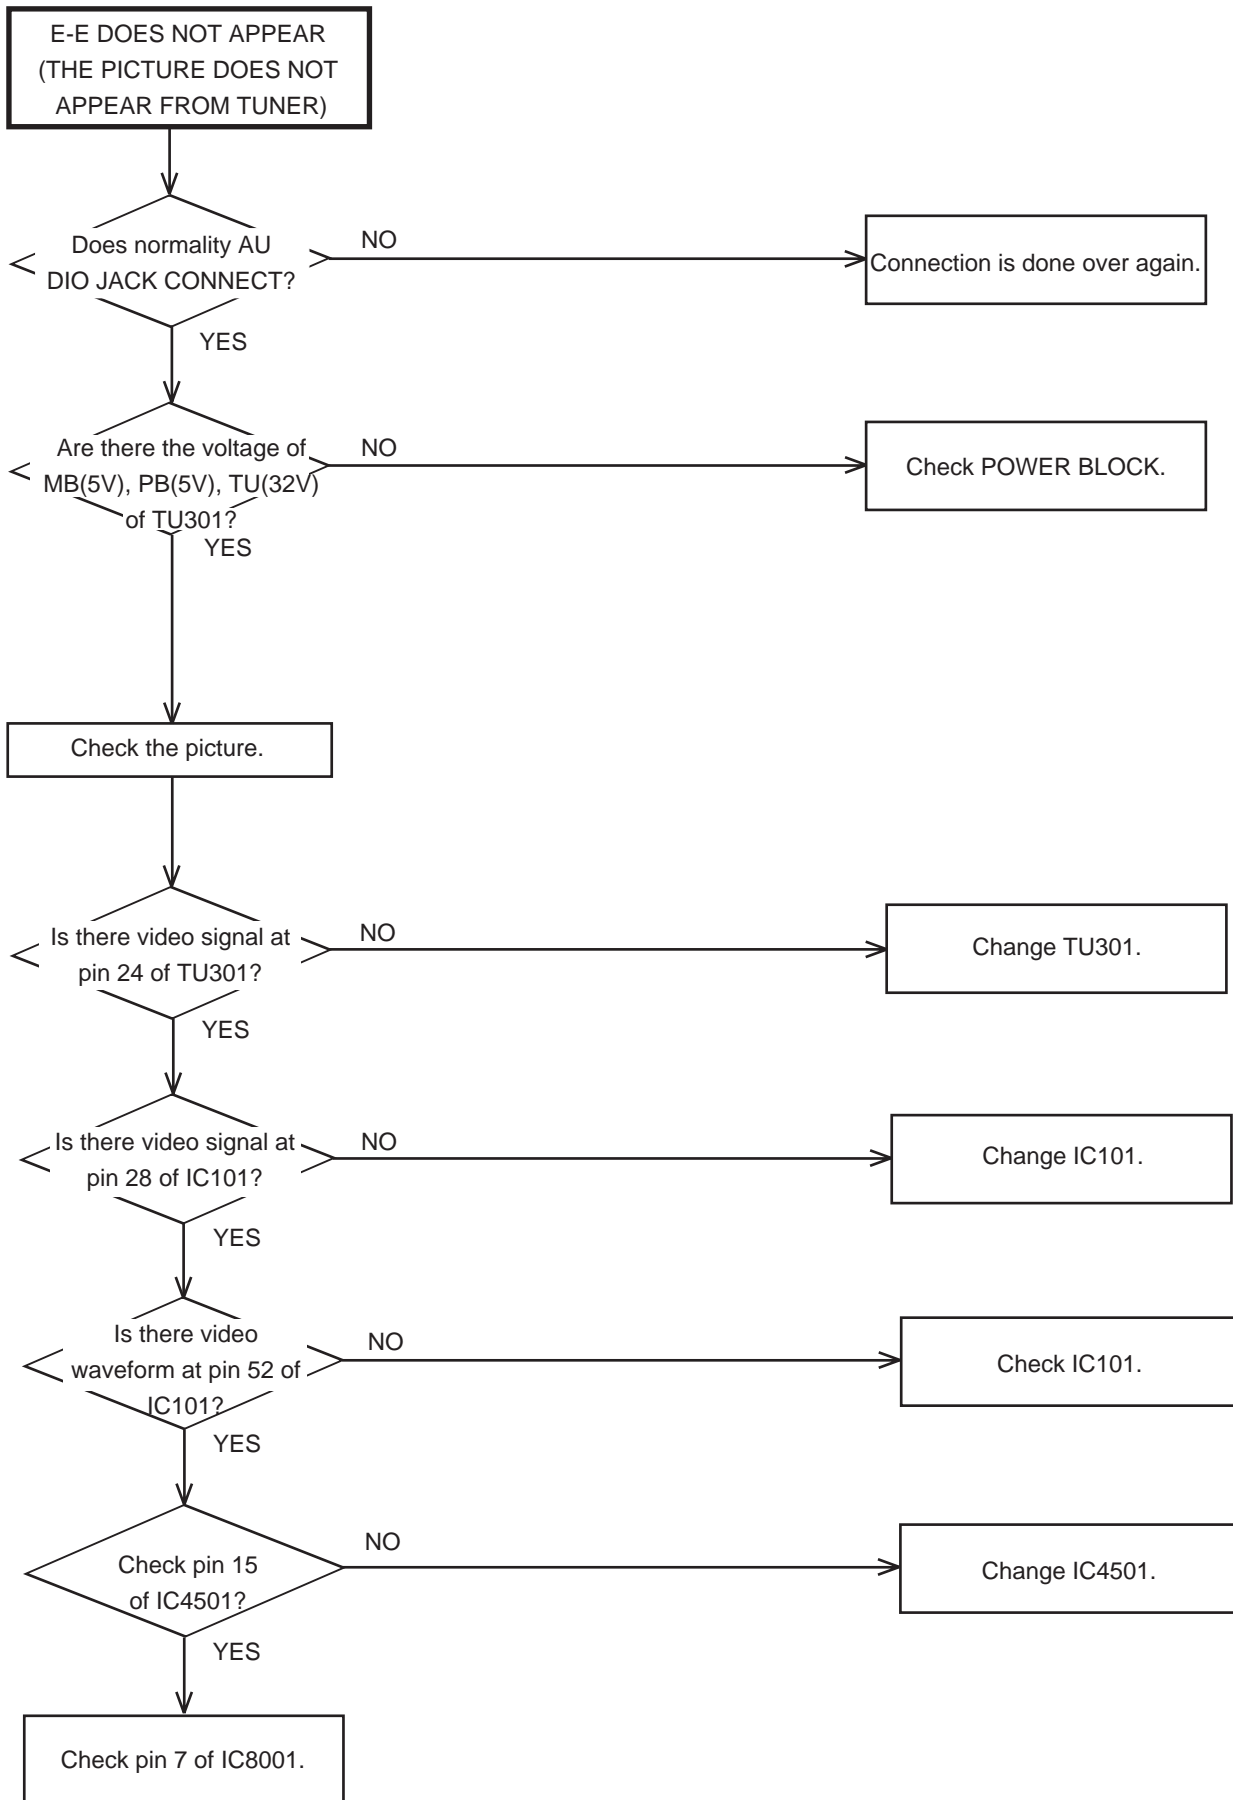 E-E DOES NOT APPEAR
(THE PICTURE DOES NOT
APPEAR FROM TUNER)
Does normality AU
DIO JACK CONNECT?
NO
Connection is done over again.
YES
Are there the voltage of
MB(5V), PB(5V), TU(32V)
of TU301?
NO
Check POWER BLOCK.
YES
Check the picture.
Is there video signal at
pin 24 of TU301?
NO
Change TU301.
YES
Is there video signal at
pin 28 of IC101?
NO
Change IC101.
YES
Is there video
waveform at pin 52 of
IC101?
NO
Check IC101.
YES
Check pin 15
of IC4501?
NO
Change IC4501.
YES
Check pin 7 of IC8001.